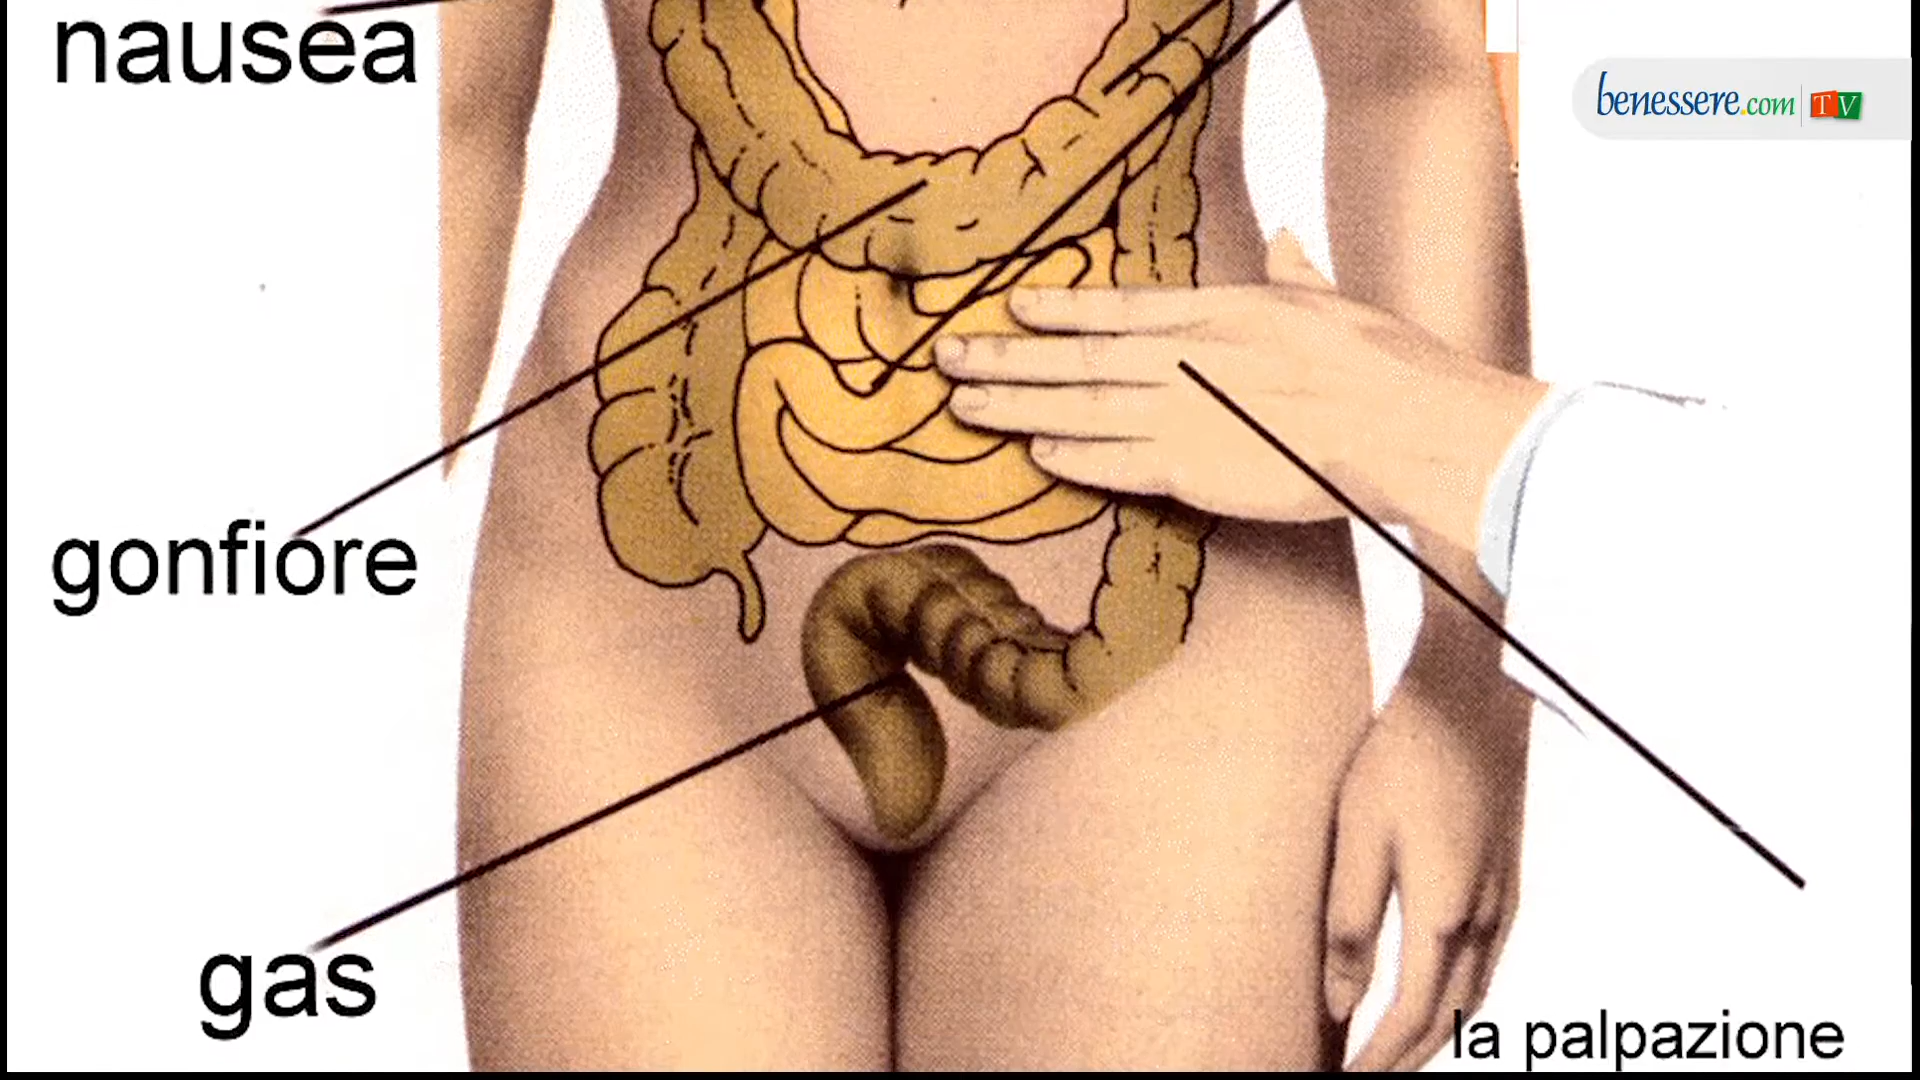 nausea
benessere.com TV
gonfiore
gas
la palpazione